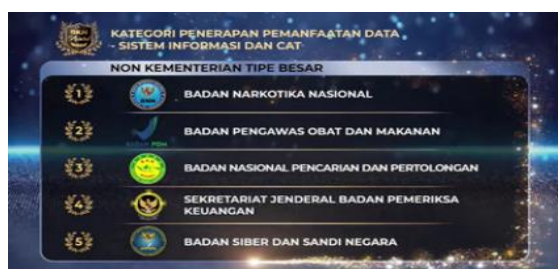 KATEGORI PENERAPAN PEMANFAATAN DATA
- SISTEM INFORMASI DAN CAT
NON KEMENTERIAN TIPE BESAR
1
BADAN NARKOTIKA NASIONAL
2
BADAN POM
BADAN PENGAWAS OBAT DAN MAKANAN
3
BADAN NASIONAL PENCARIAN DAN PERTOLONGAN
4
SEKRETARIAT JENDERAL BADAN PEMERIKSA
KEUANGAN
5
BADAN SIBER DAN SANDI NEGARA